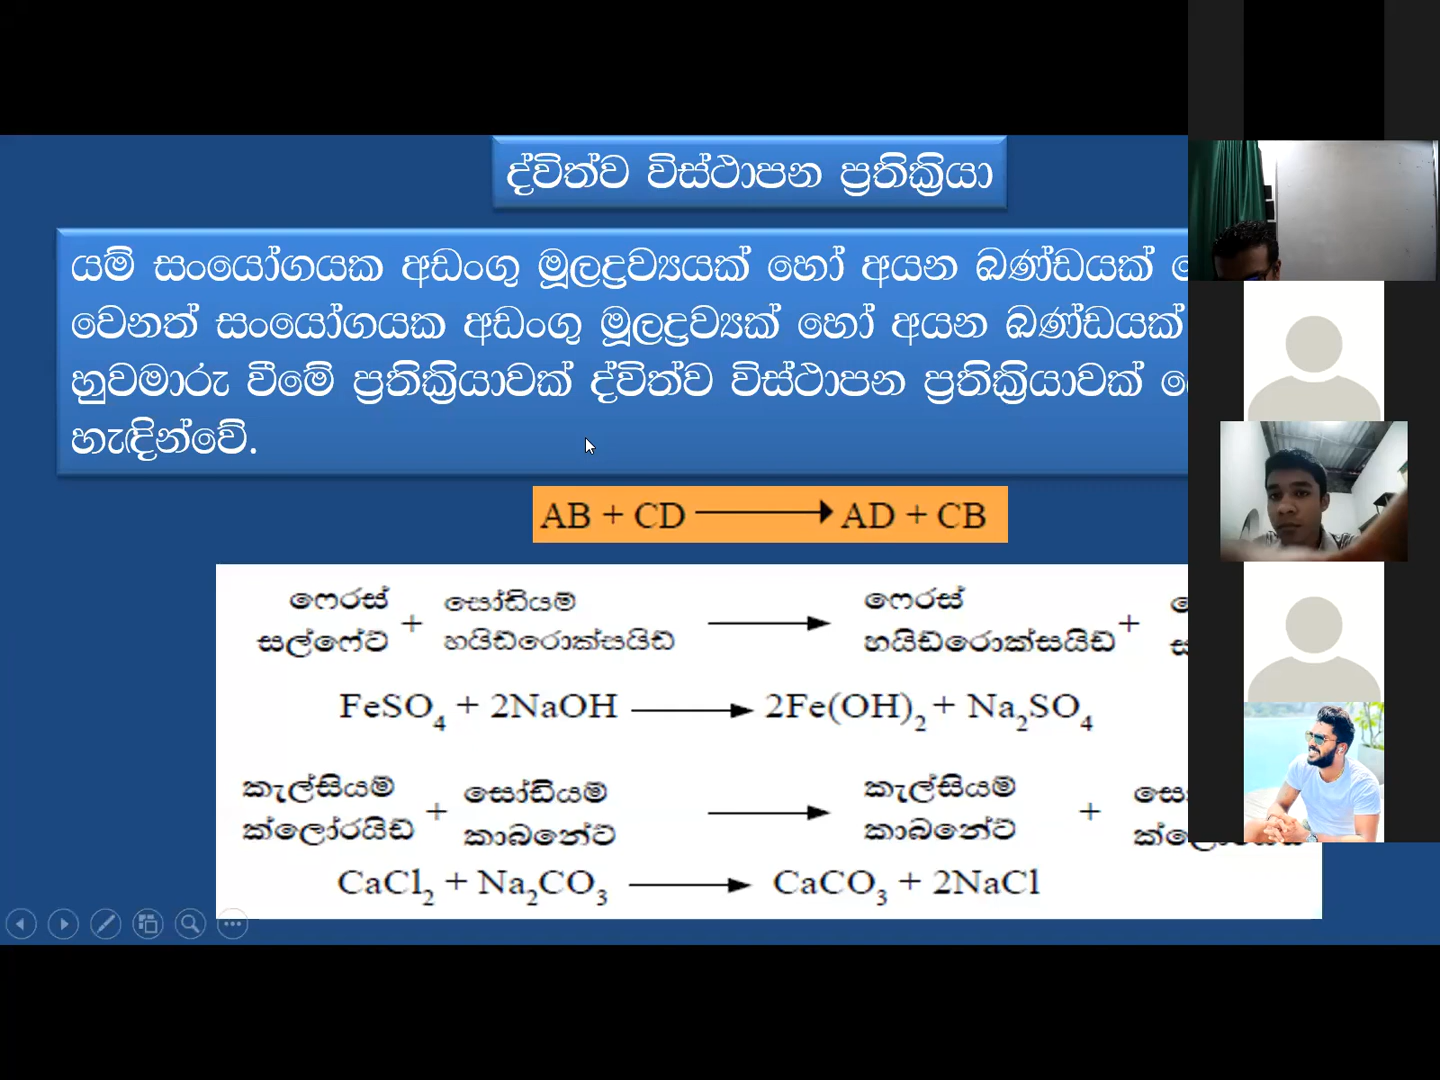 ද්විත්ව විස්ථාපන ප්‍රතික්‍රියා
යම් සංයෝගයක අඩංගු මූලද්‍රව්‍යයක් හෝ අයන ඛණ්ඩයක්
වෙනත් සංයෝගයක අඩංගු මූලද්‍රව්‍යක් හෝ අයන ඛණ්ඩයක්
හුවමාරු වීමේ ප්‍රතික්‍රියාවක් ද්විත්ව විස්ථාපන ප්‍රතික්‍රියාවක්
හැඳින්වේ.
AB + CD ⟶ AD + CB
ෆෙරස් සෝඩියම් ෆෙරස්
සල්ෆේට් + හයිඩ්රොක්සයිඩ් ⟶ හයිඩ්රොක්සයිඩ් +
FeSO₄ + 2NaOH ⟶ 2Fe(OH)₂ + Na₂SO₄
කැල්සියම් සෝඩියම් කැල්සියම්
ක්ලෝරයිඩ් + කාබනේට් ⟶ කාබනේට් +
CaCl₂ + Na₂CO₃ ⟶ CaCO₃ + 2NaCl